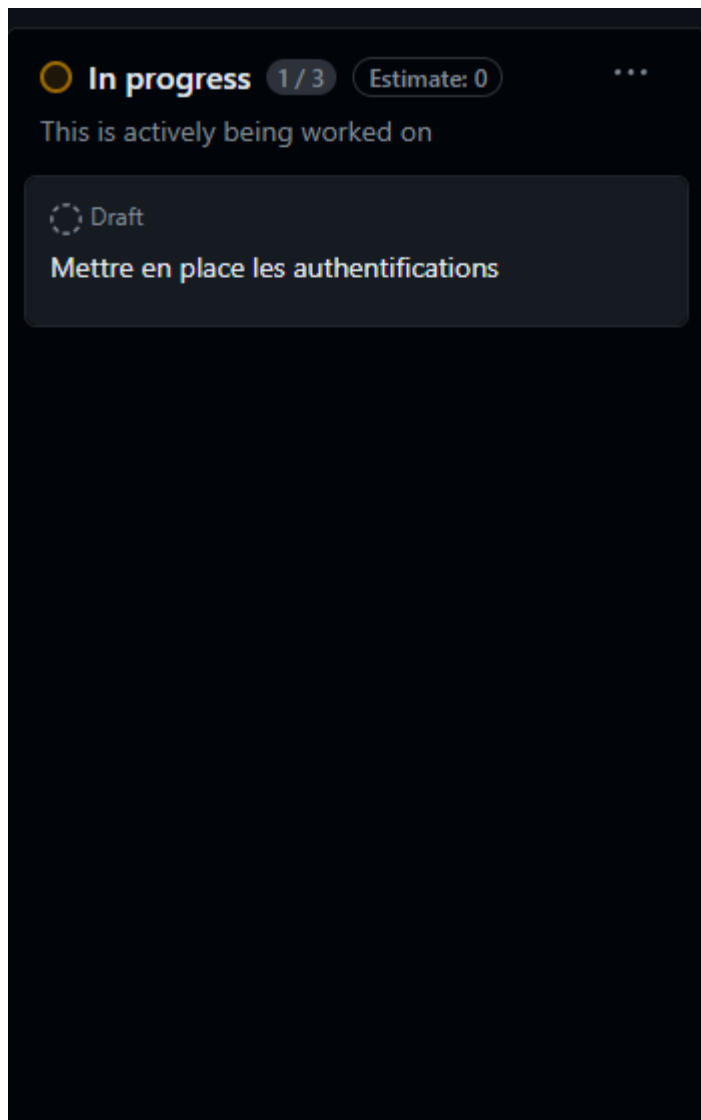 In progress 1 / 3 Estimate: 0 ...
This is actively being worked on
Draft
Mettre en place les authentifications